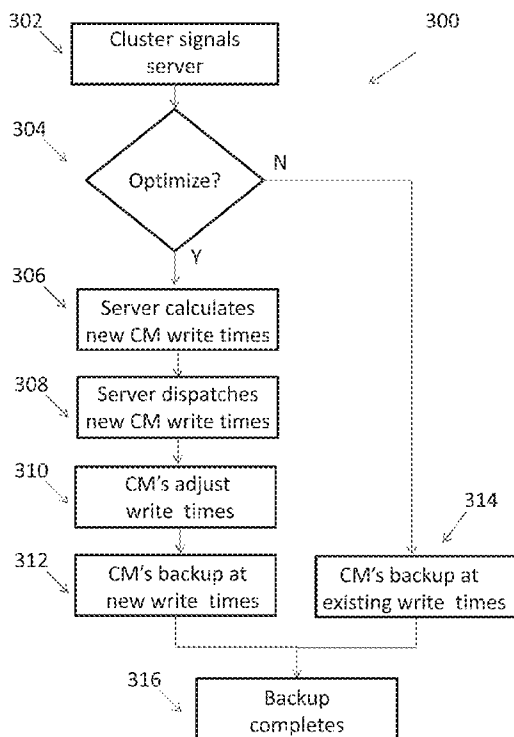 302
Cluster signals
server
300
304
Optimize?
N
Y
306
Server calculates
new CM write times
308
Server dispatches
new CM write times
310
CM's adjust
write times
312
CM's backup at
new write times
314
CM's backup at
existing write times
316
Backup
completes